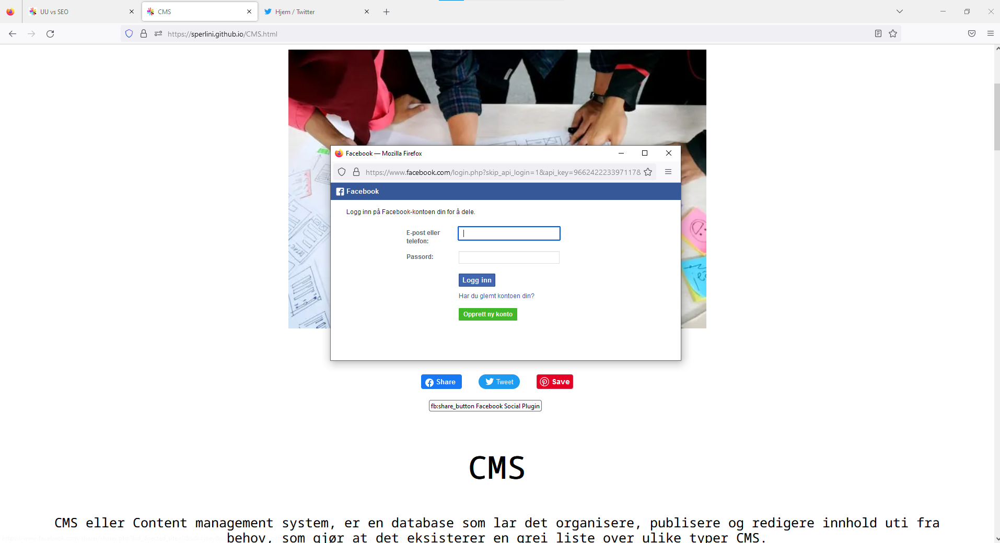 UU vs SEO
CMS
Hjem / Twitter
https://sperlini.github.io/CMS.html
Facebook — Mozilla Firefox
https://www.facebook.com/login.php?skip_api_login=1&api_key=966242223397117&
Facebook
Logg inn på Facebook-kontoen din for å dele.
E-post eller
telefon:
Passord:
Logg inn
Har du glemt kontoen din?
Opprett ny konto
Share
Tweet
Save
fb:share_button Facebook Social Plugin
CMS
CMS eller Content management system, er en database som lar det organisere, publisere og redigere innhold uti fra
behov, som gjør at det eksisterer en grei liste over ulike typer CMS.